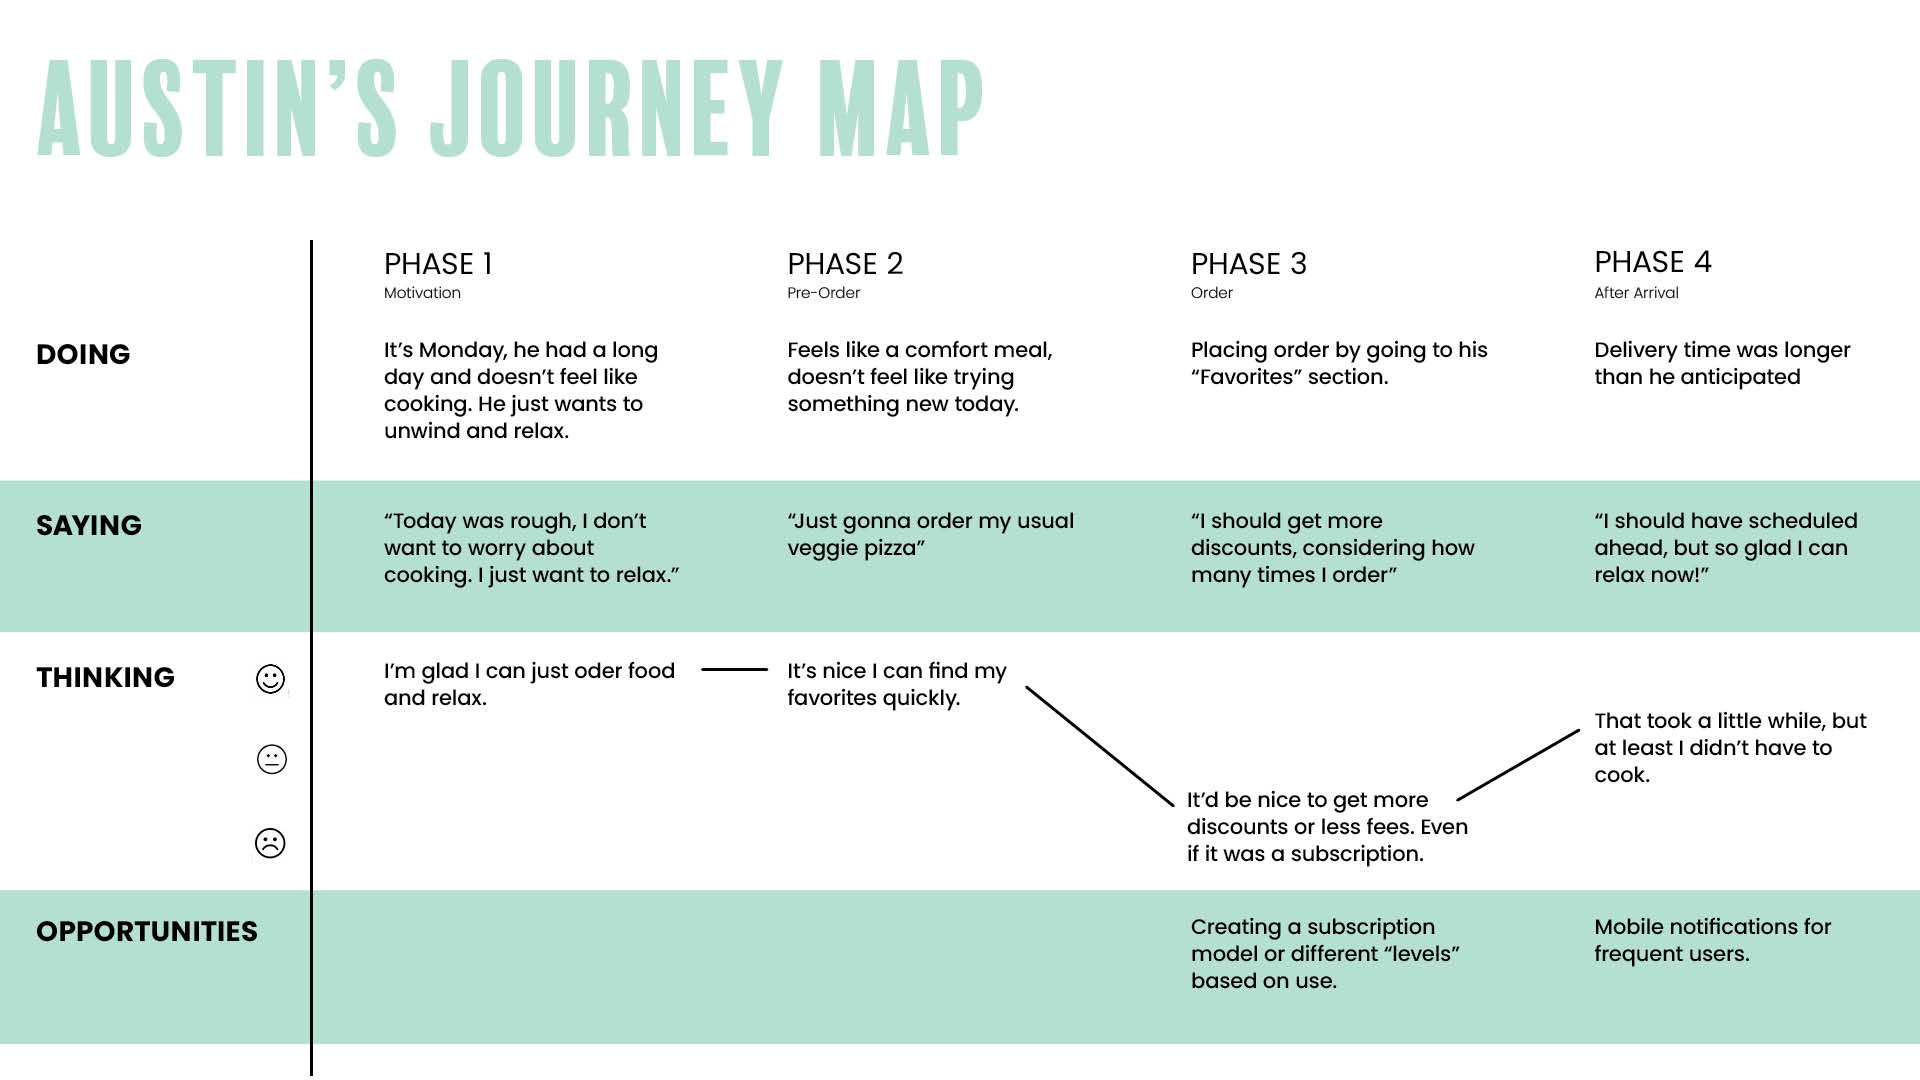 AUSTIN’S JOURNEY MAP
PHASE 1
Motivation
PHASE 2
Pre-Order
PHASE 3
Order
PHASE 4
After Arrival
DOING
It’s Monday, he had a long
day and doesn’t feel like
cooking. He just wants to
unwind and relax.
Feels like a comfort meal,
doesn’t feel like trying
something new today.
Placing order by going to his
“Favorites” section.
Delivery time was longer
than he anticipated
SAYING
“Today was rough, I don’t
want to worry about
cooking. I just want to relax.”
“Just gonna order my usual
veggie pizza”
“I should get more
discounts, considering how
many times I order”
“I should have scheduled
ahead, but so glad I can
relax now!”
THINKING
I’m glad I can just oder food
and relax.
It’s nice I can find my
favorites quickly.
It’d be nice to get more
discounts or less fees. Even
if it was a subscription.
That took a little while, but
at least I didn’t have to
cook.
OPPORTUNITIES
Creating a subscription
model or different “levels”
based on use.
Mobile notifications for
frequent users.